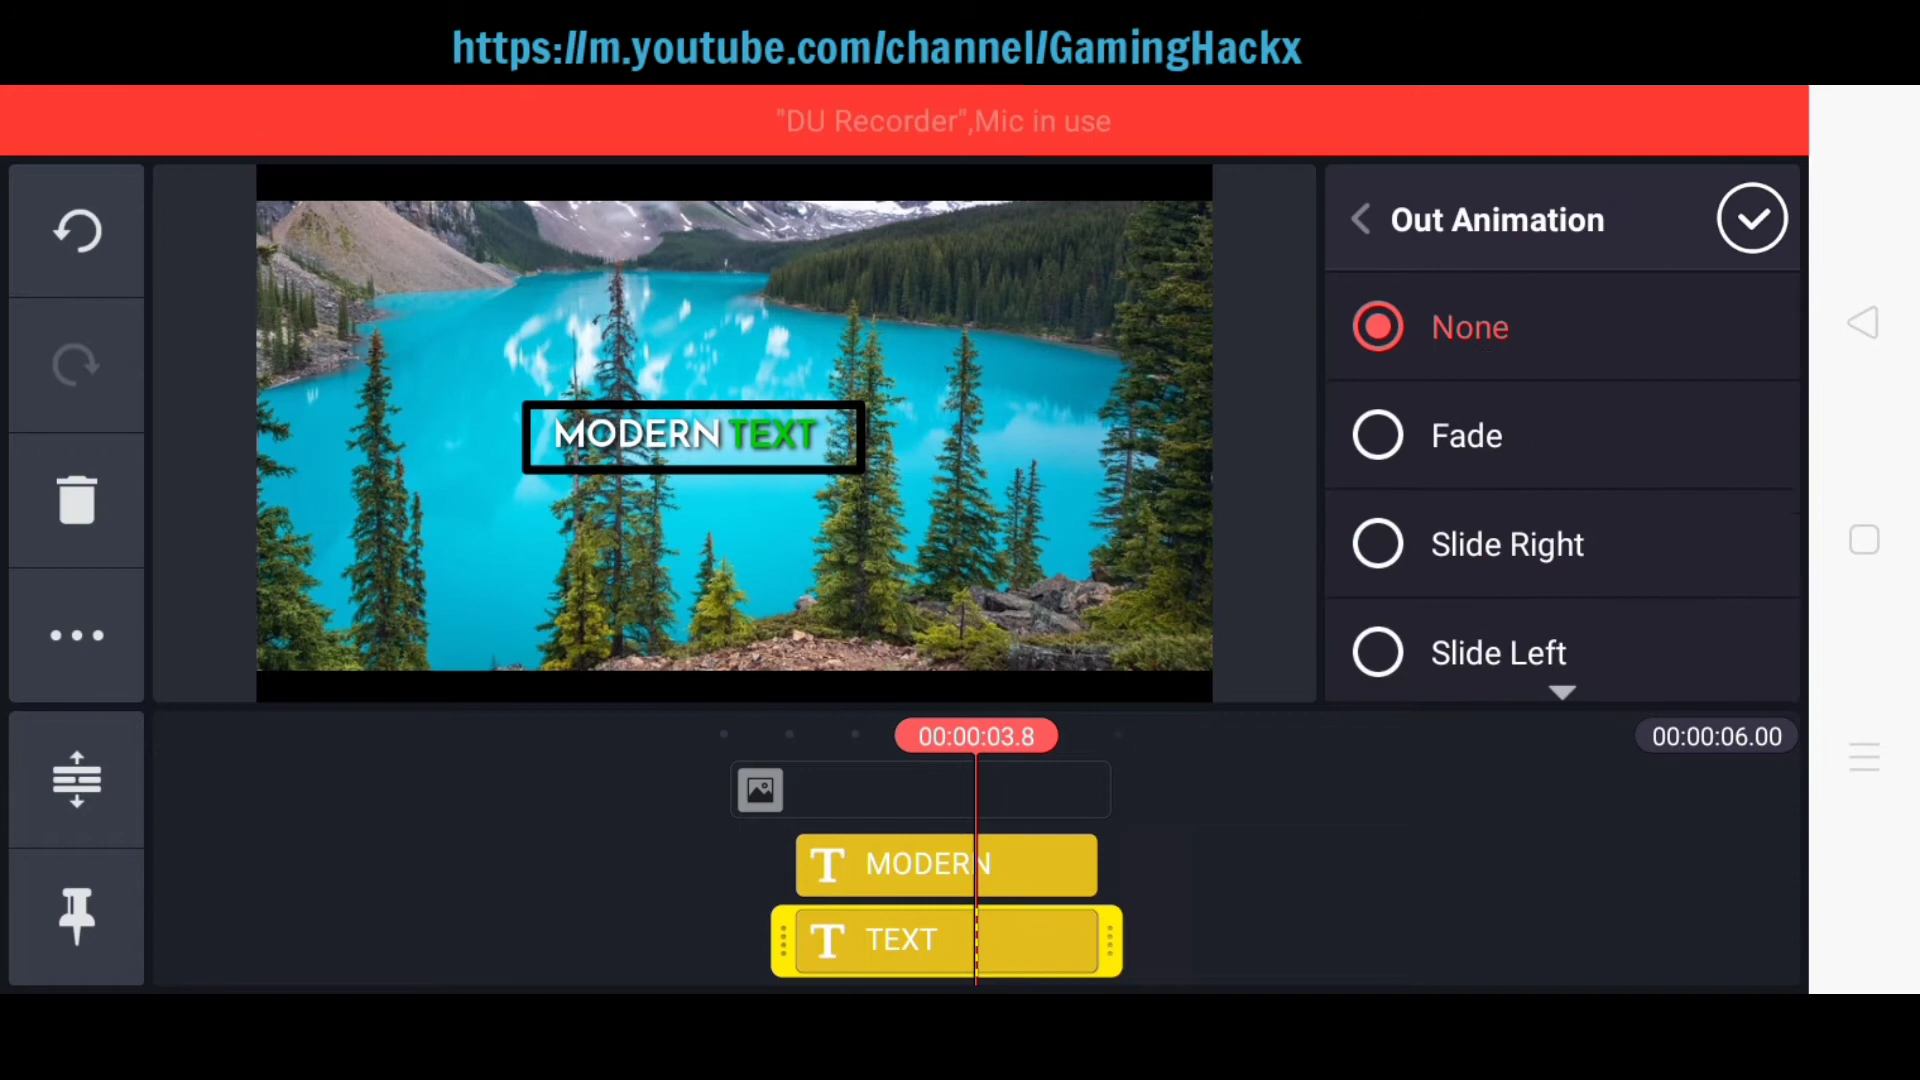 https://m.youtube.com/channel/GamingHackx
"DU Recorder",Mic in use
Out Animation
None
Fade
Slide Right
Slide Left
MODERN TEXT
00:00:03.8
00:00:06.00
T MODERN
T TEXT